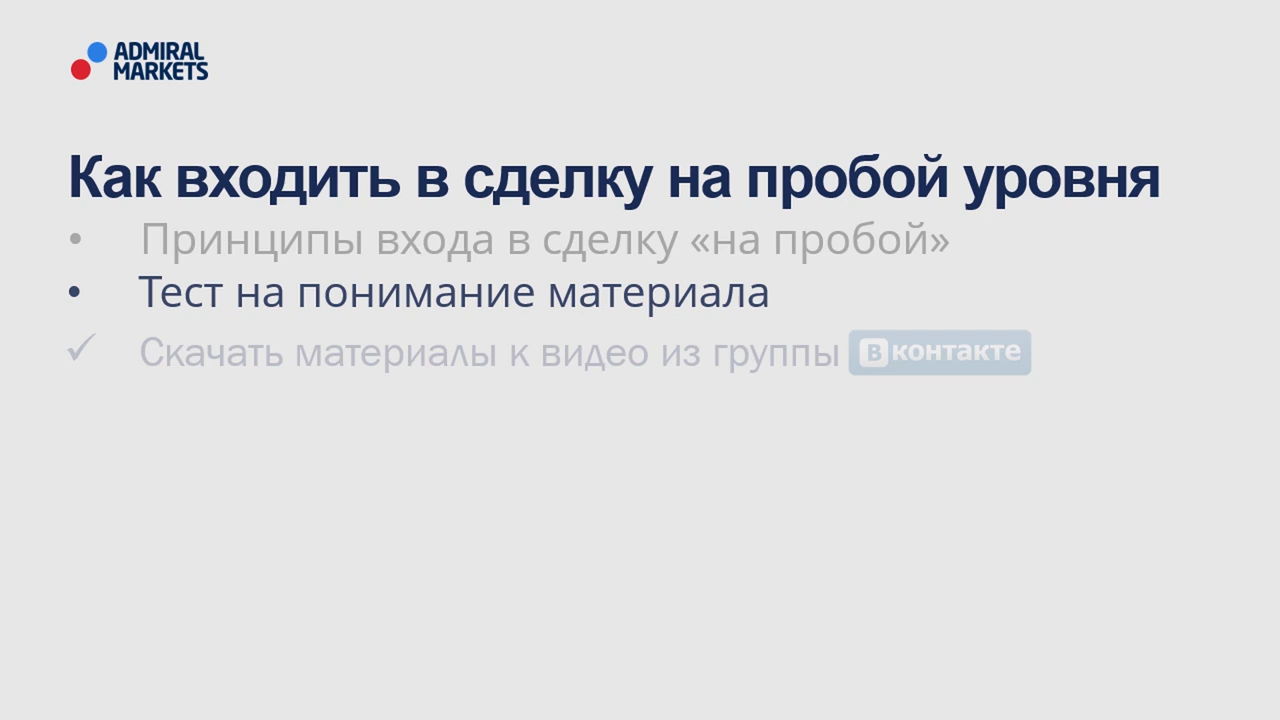 ADMIRAL
MARKETS
Как входить в сделку на пробой уровня
• Принципы входа в сделку «на пробой»
• Тест на понимание материала
✓ Скачать материалы к видео из группы В контакте